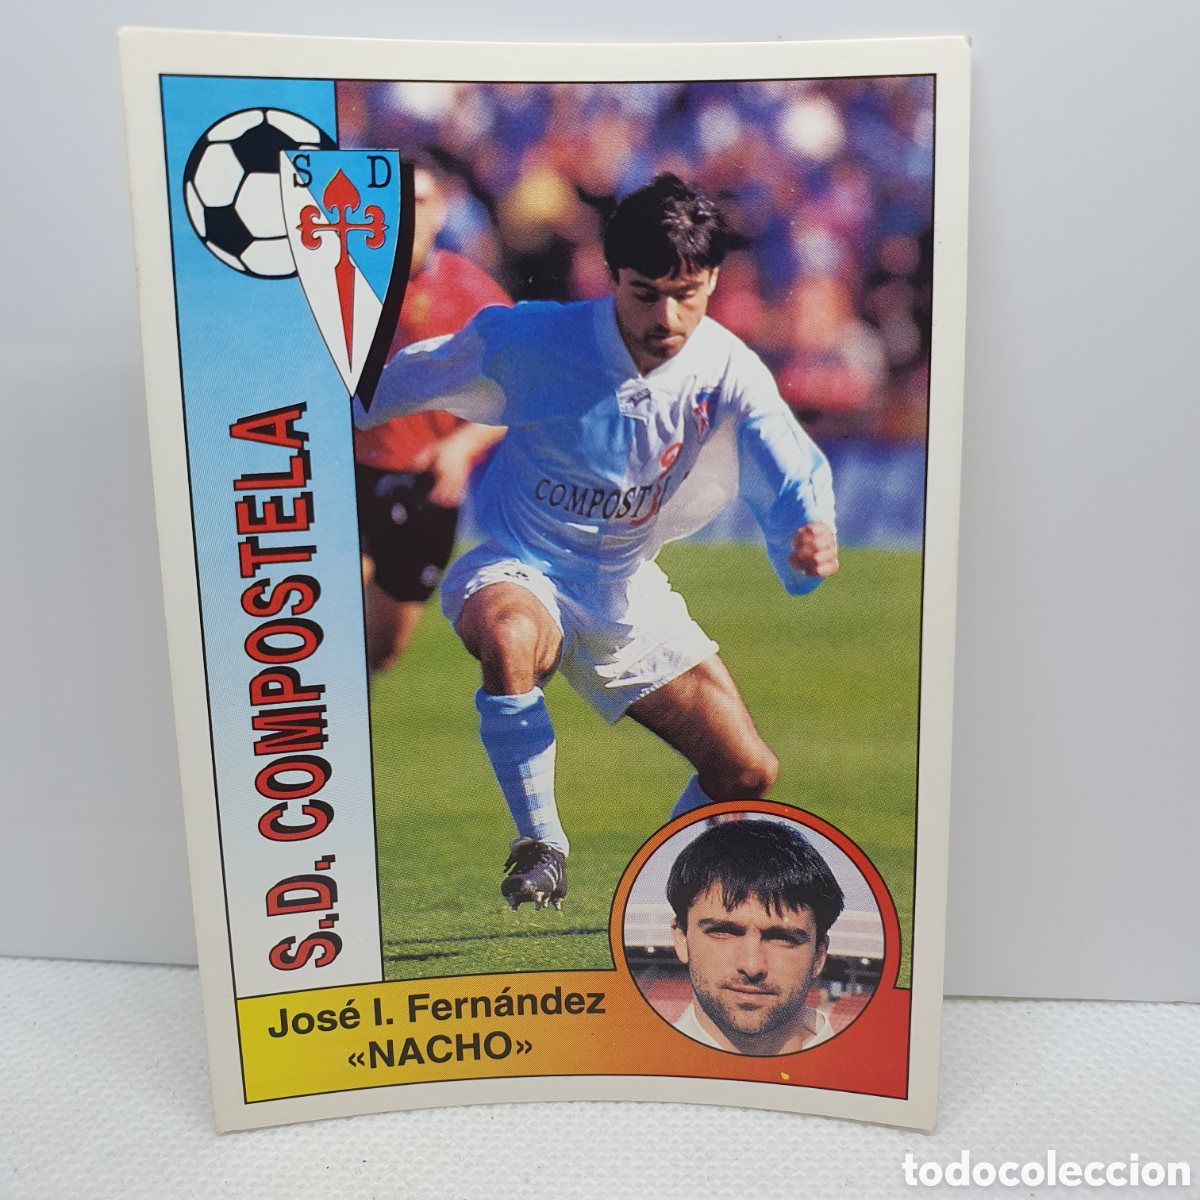 S D
S.D. COMPOSTELA
COMPOST
José I. Fernández
«NACHO»
todocoleccion